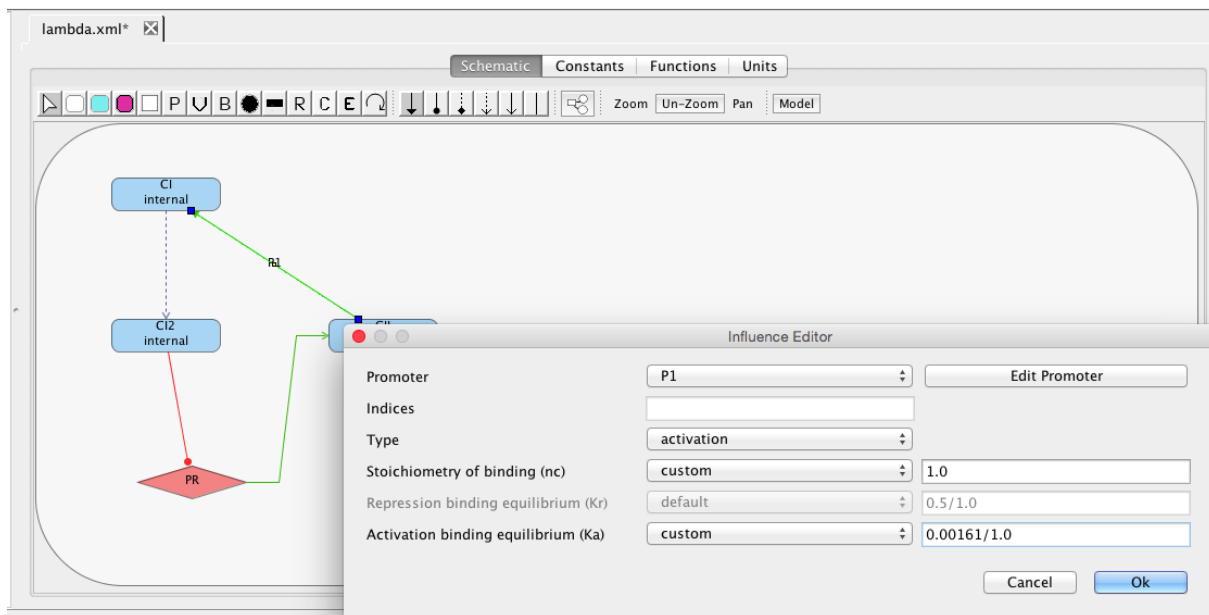 lambda.xml*
Schematic Constants Functions Units
P V B R C E Zoom Un-Zoom Pan Model
CI
internal
CI2
internal
PR
Influence Editor
Promoter P1 Edit Promoter
Indices
Type activation
Stoichiometry of binding (nc) custom 1.0
Repression binding equilibrium (Kr) default 0.5/1.0
Activation binding equilibrium (Ka) custom 0.00161/1.0
Cancel Ok